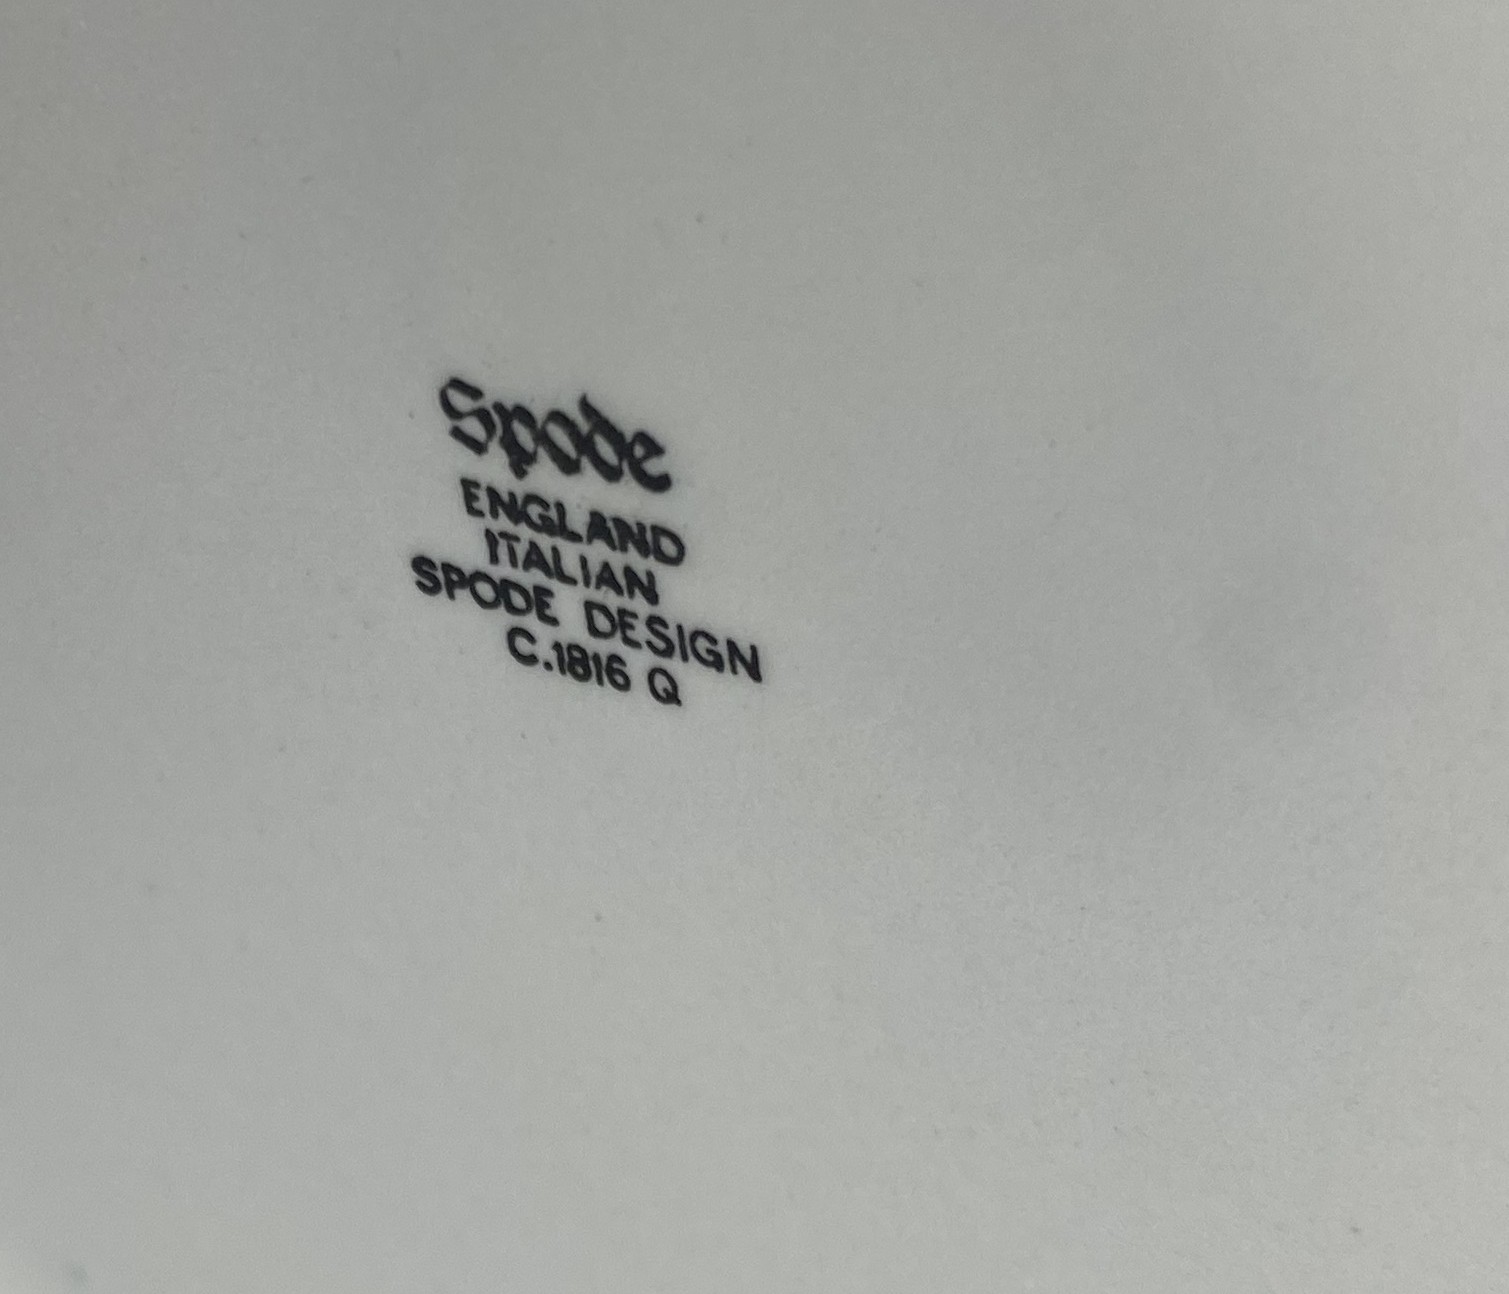 Spode
ENGLAND
ITALIAN
SPODE DESIGN
C.1816 Q